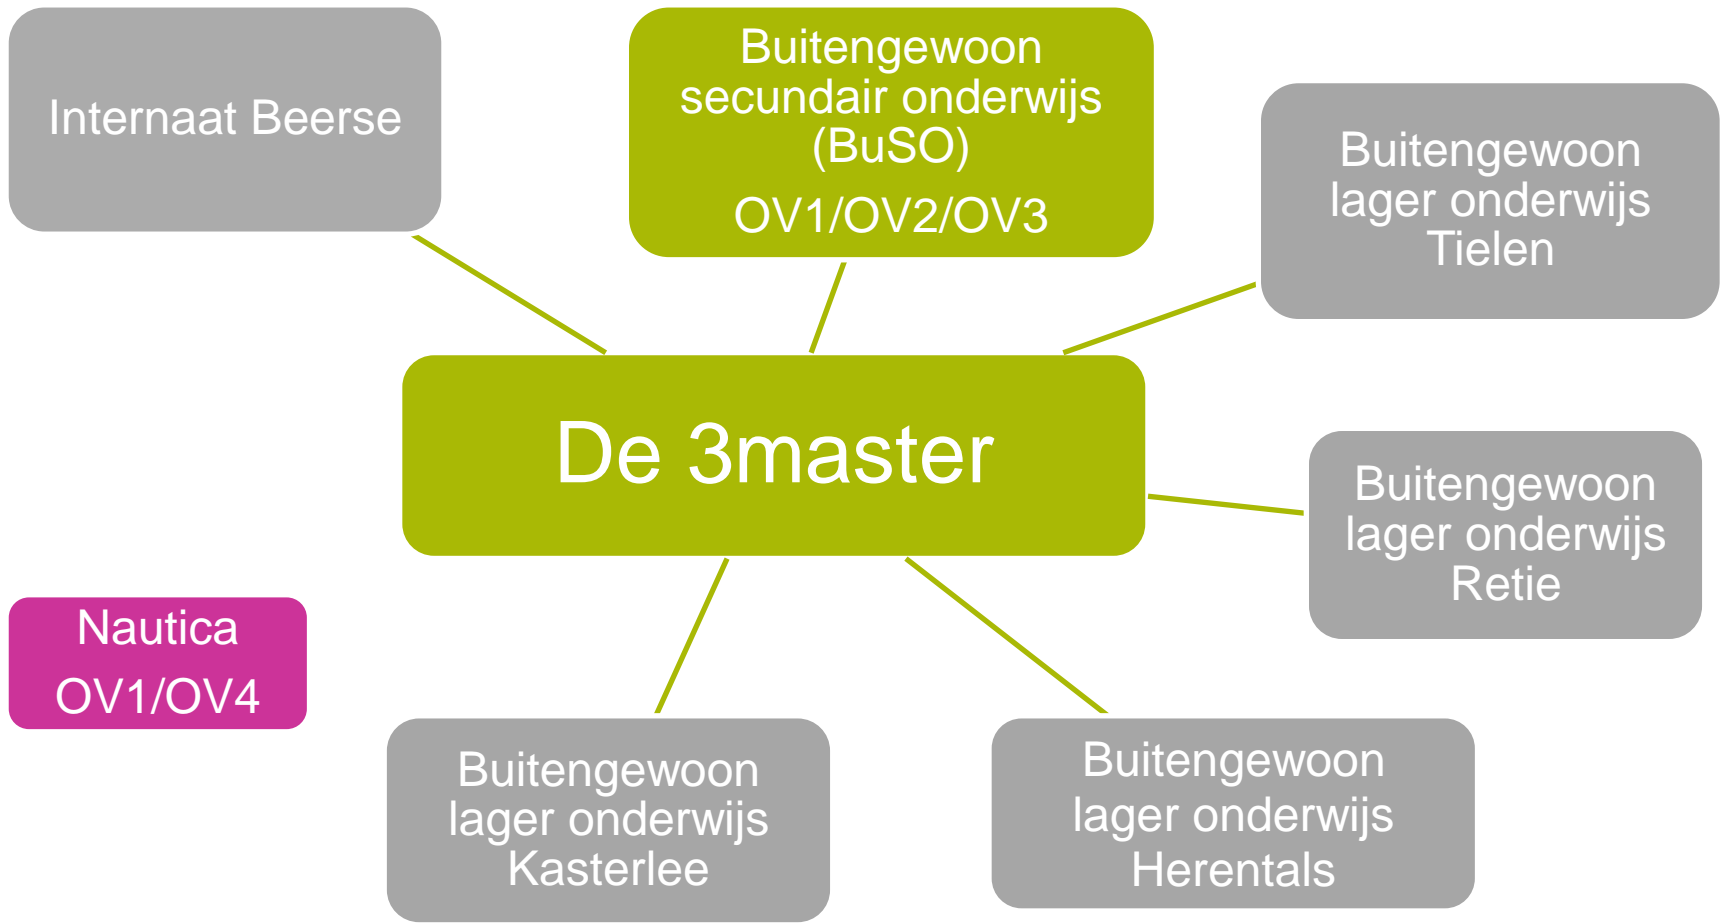 Internaat Beerse
Buitengewoon
secundair onderwijs
(BuSO)
OV1/OV2/OV3
Buitengewoon
lager onderwijs
Tielen
De 3master
Buitengewoon
lager onderwijs
Retie
Nautica
OV1/OV4
Buitengewoon
lager onderwijs
Kasterlee
Buitengewoon
lager onderwijs
Herentals